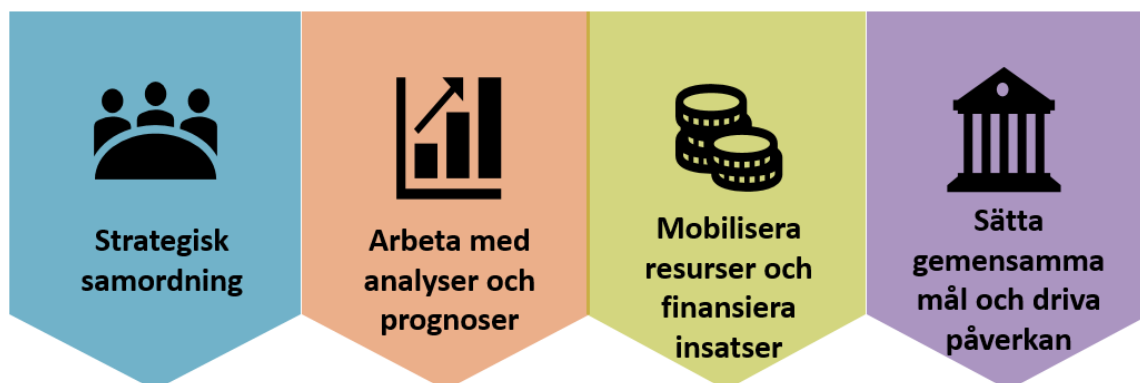 Strategisk
samordning
Arbeta med
analyser och
prognoser
Mobilisera
resurser och
finansiera
insatser
Sätta
gemensamma
mål och driva
påverkan